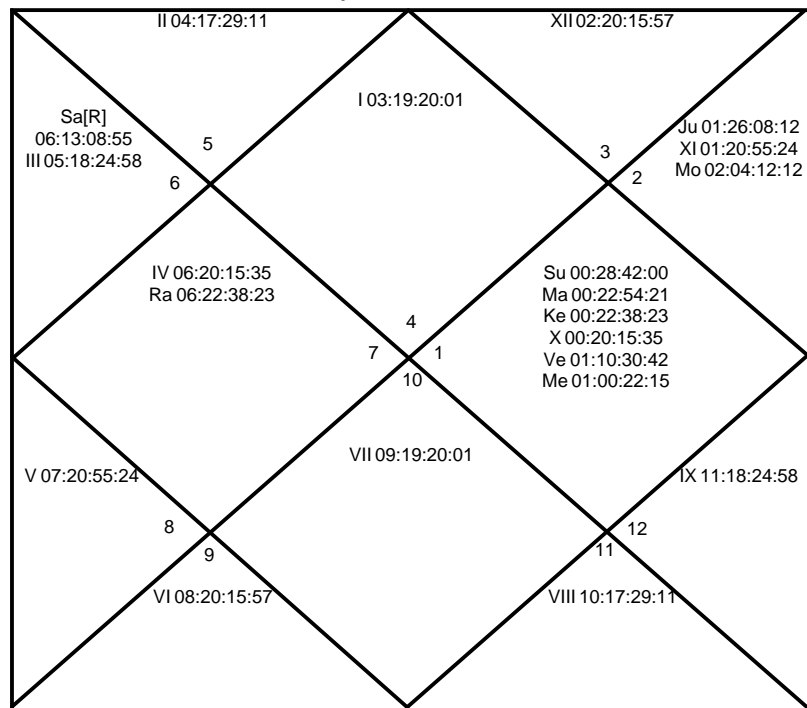 II 04:17:29:11
XII 02:20:15:57
I 03:19:20:01
Sa[R]
06:13:08:55
III 05:18:24:58
5
6
3
2
Ju 01:26:08:12
XI 01:20:55:24
Mo 02:04:12:12
IV 06:20:15:35
Ra 06:22:38:23
4
7
1
10
Su 00:28:42:00
Ma 00:22:54:21
Ke 00:22:38:23
X 00:20:15:35
Ve 01:10:30:42
Me 01:00:22:15
VII 09:19:20:01
V 07:20:55:24
IX 11:18:24:58
8
9
12
11
VI 08:20:15:57
VIII 10:17:29:11